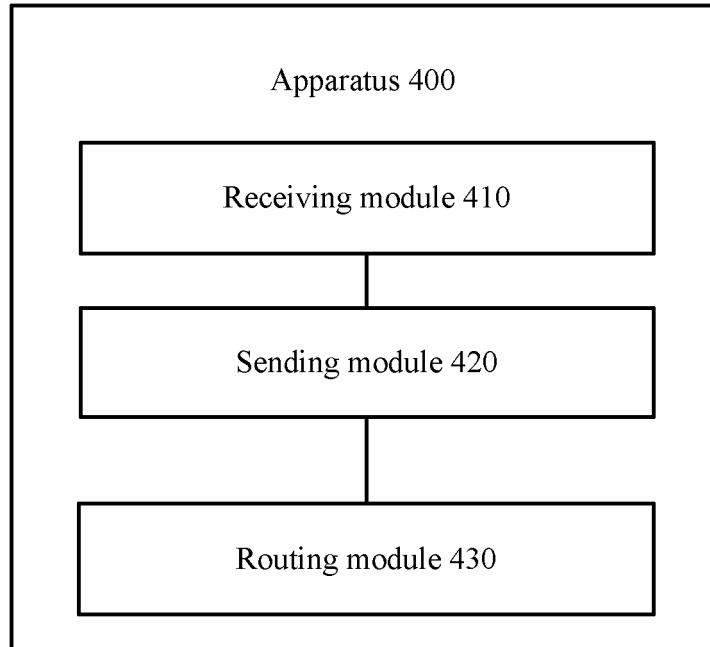 Apparatus 400
Receiving module 410
Sending module 420
Routing module 430